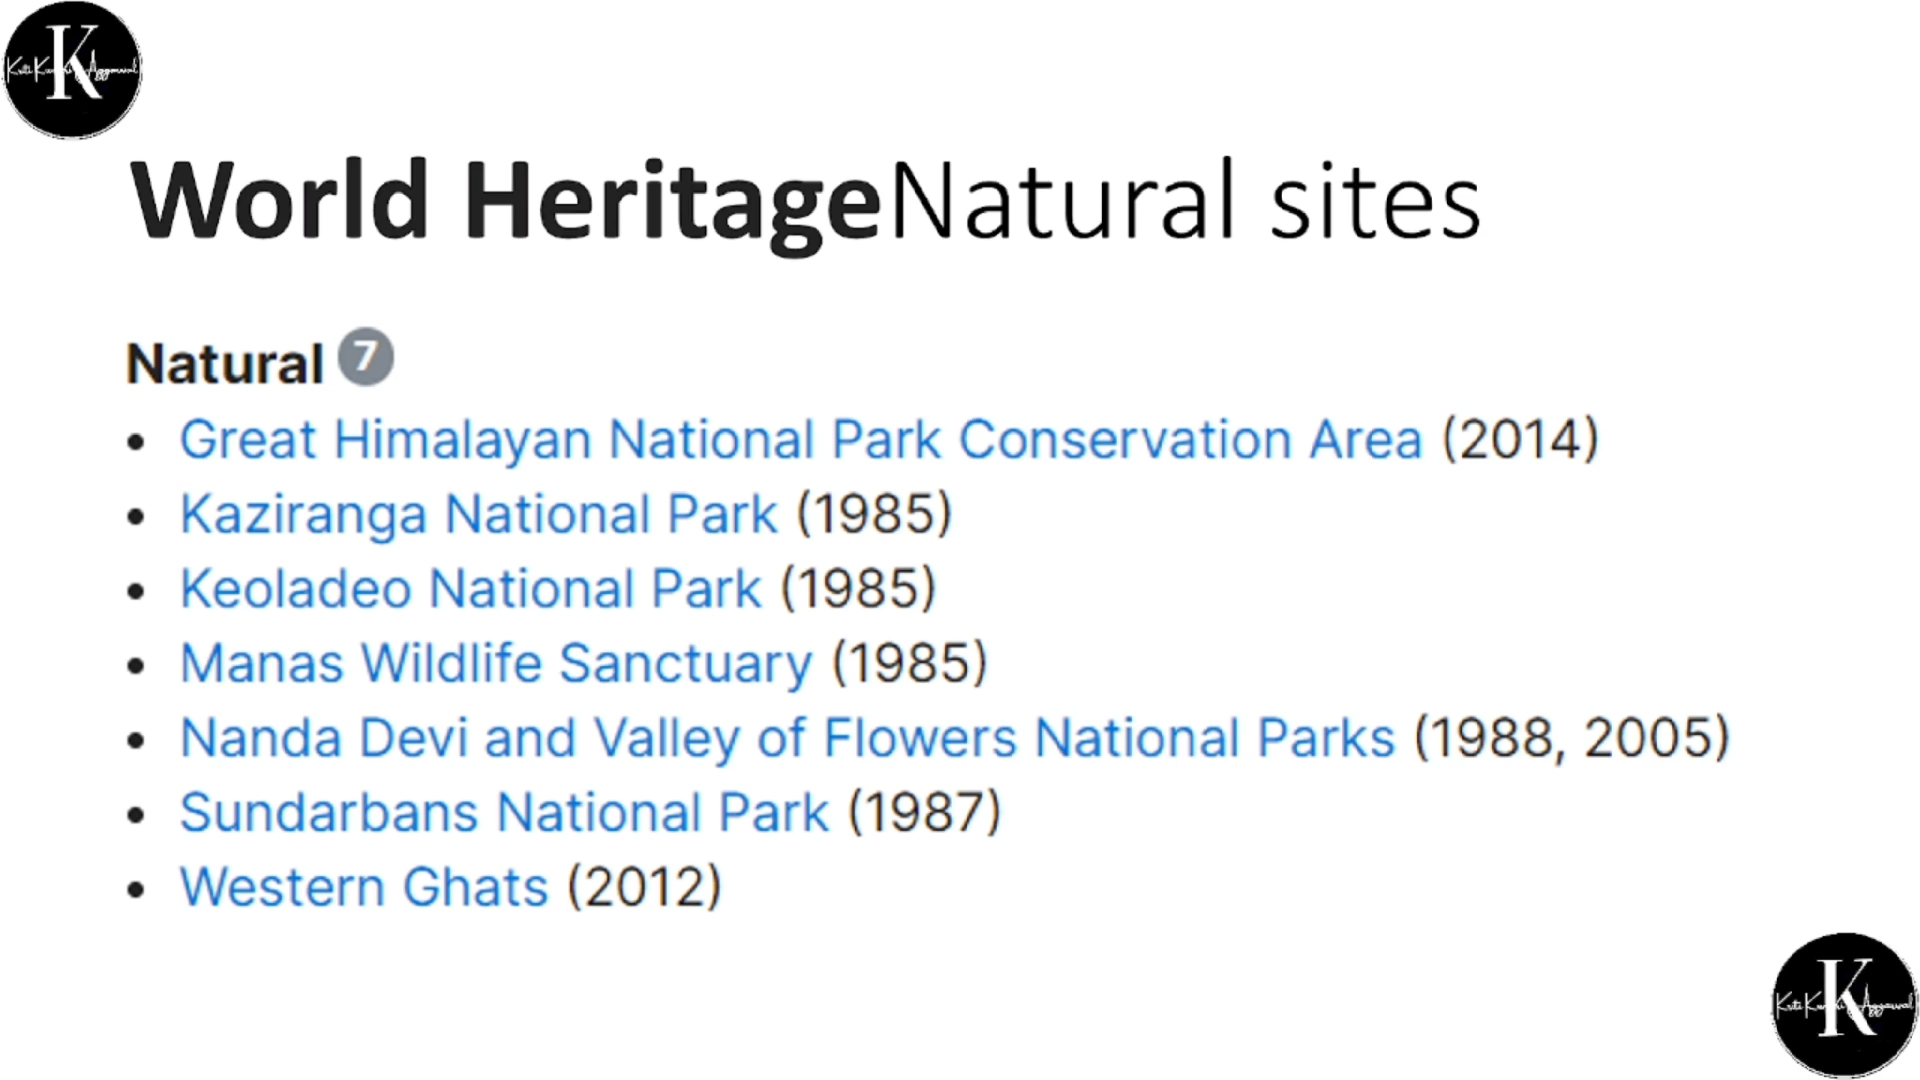 K
World HeritageNatural sites
Natural 7
• Great Himalayan National Park Conservation Area (2014)
• Kaziranga National Park (1985)
• Keoladeo National Park (1985)
• Manas Wildlife Sanctuary (1985)
• Nanda Devi and Valley of Flowers National Parks (1988, 2005)
• Sundarbans National Park (1987)
• Western Ghats (2012)
K